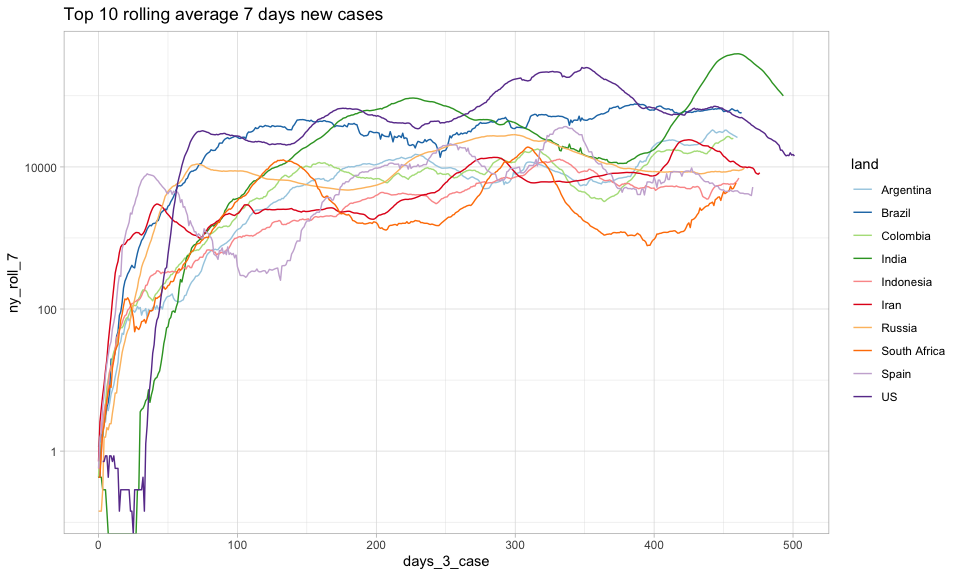 Top 10 rolling average 7 days new cases
ny_roll_7
10000
100
1
0 100 200 300 400 500
days_3_case
land
Argentina
Brazil
Colombia
India
Indonesia
Iran
Russia
South Africa
Spain
US